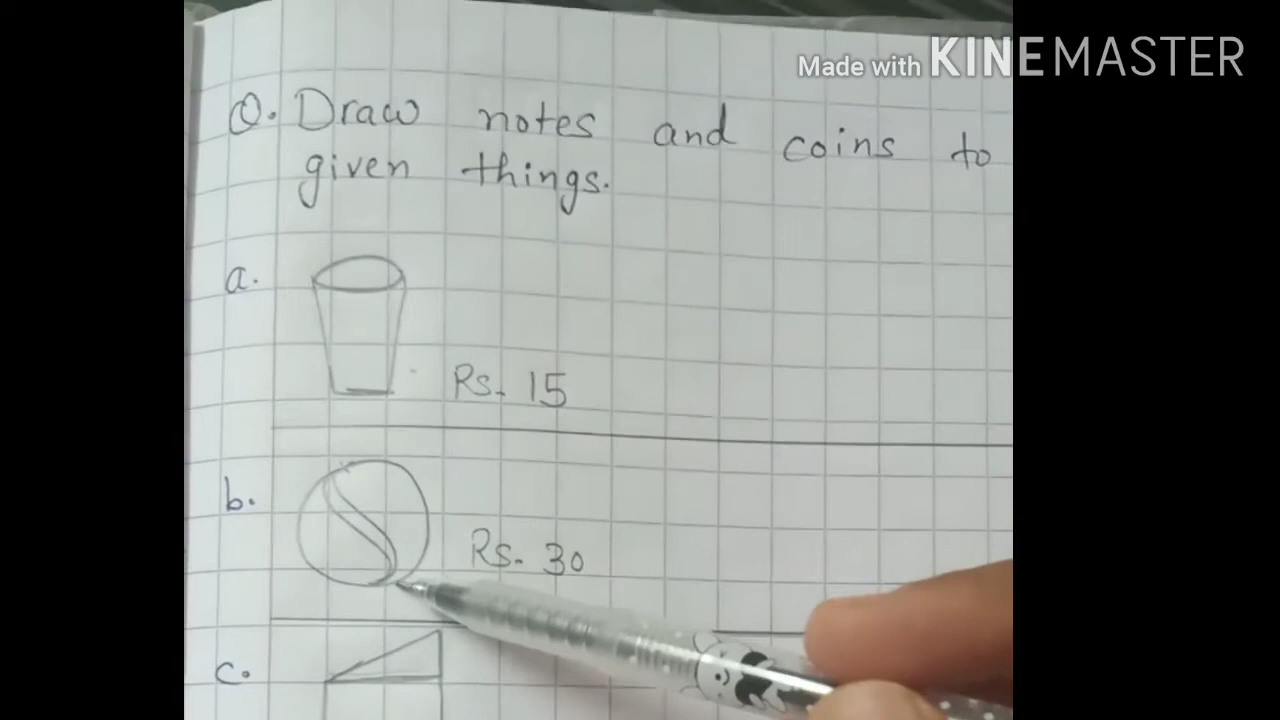 Made with KINEMASTER
Q. Draw notes and coins to
given things.
a.
Rs. 15
b.
Rs. 30
c.